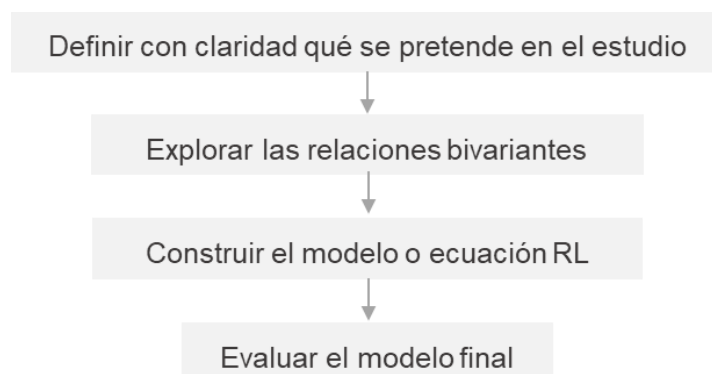 Definir con claridad qué se pretende en el estudio
Explorar las relaciones bivariantes
Construir el modelo o ecuación RL
Evaluar el modelo final